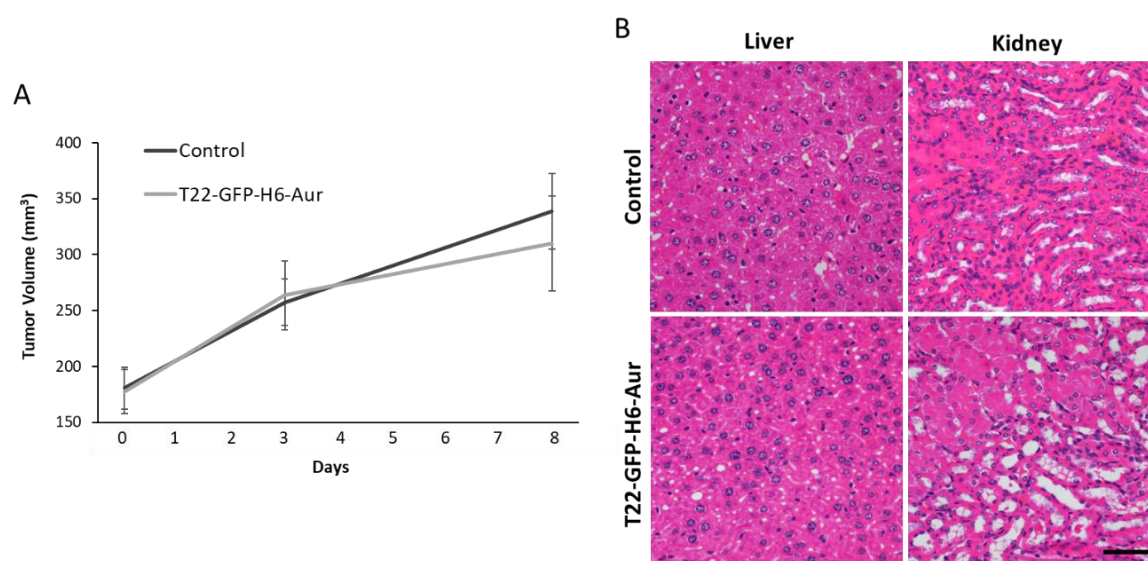 A
Tumor Volume (mm³)
400
350
300
250
200
150
Control
T22-GFP-H6-Aur
0 1 2 3 4 5 6 7 8
Days
B
Liver Kidney
Control
T22-GFP-H6-Aur